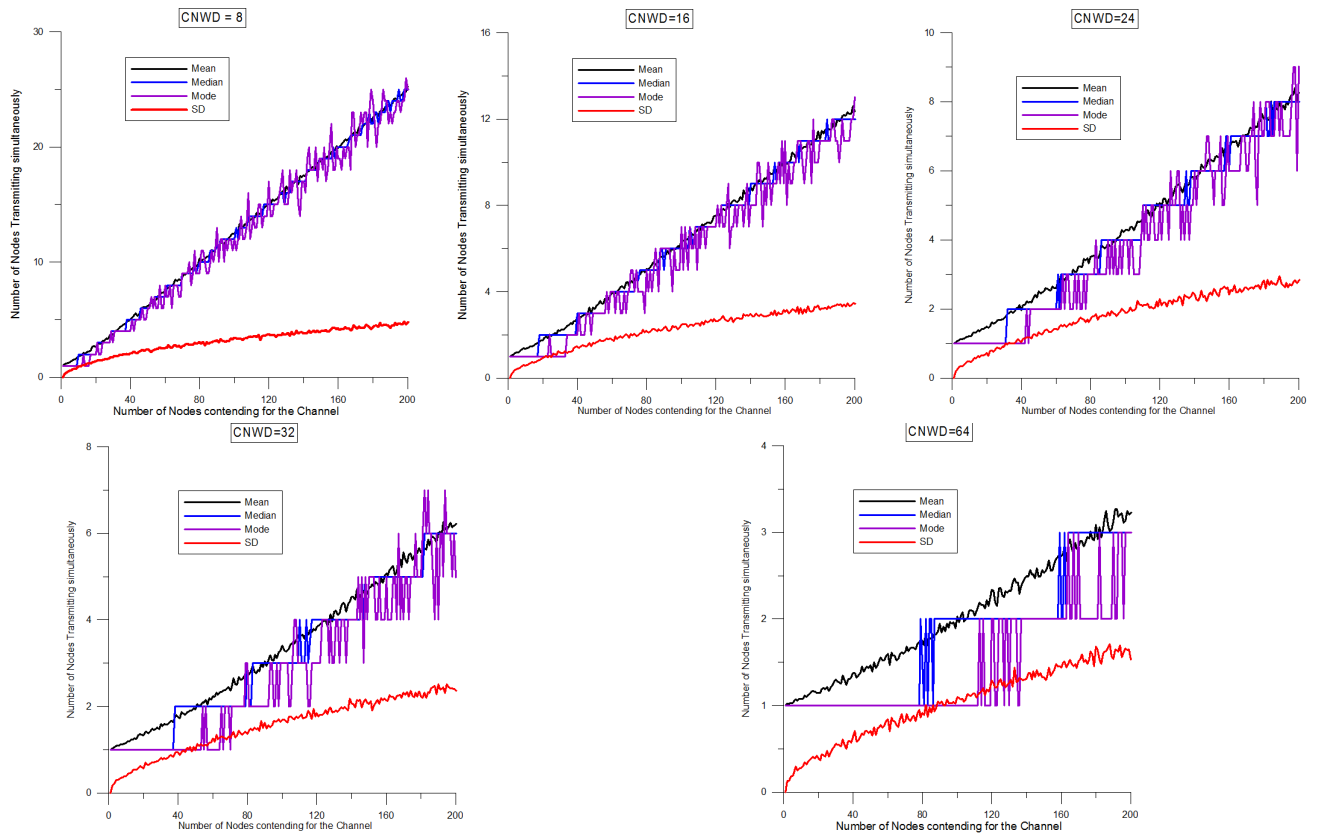 CNWD = 8
30
20
10
0
Number of Nodes Transmitting simultaneously
Mean
Median
Mode
SD
0 40 80 120 160 200
Number of Nodes contending for the Channel
CNWD=16
16
12
8
4
0
Number of Nodes Transmitting simultaneously
Mean
Median
Mode
SD
0 40 80 120 160 200
Number of Nodes contending for the Channel
CNWD=24
10
8
6
4
2
0
Number of Nodes Transmitting simultaneously
Mean
Median
Mode
SD
0 40 80 120 160 200
Number of Nodes contending for the Channel
CNWD=32
8
6
4
2
0
Number of Nodes Transmitting simultaneously
Mean
Median
Mode
SD
0 40 80 120 160 200
Number of Nodes contending for the Channel
CNWD=64
4
3
2
1
0
Number of Nodes Transmitting simultaneously
Mean
Median
Mode
SD
0 40 80 120 160 200
Number of Nodes contending for the Channel